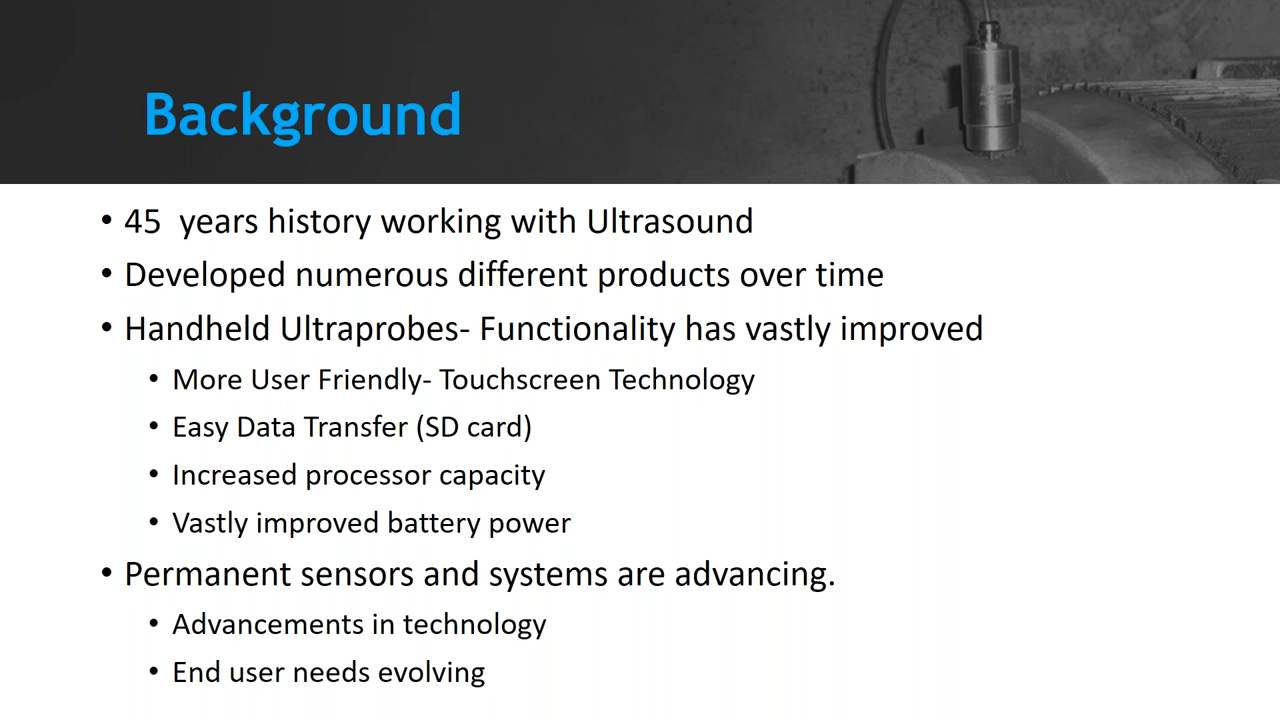 Background
• 45  years history working with Ultrasound
• Developed numerous different products over time
• Handheld Ultraprobes- Functionality has vastly improved
• More User Friendly- Touchscreen Technology
• Easy Data Transfer (SD card)
• Increased processor capacity
• Vastly improved battery power
• Permanent sensors and systems are advancing.
• Advancements in technology
• End user needs evolving